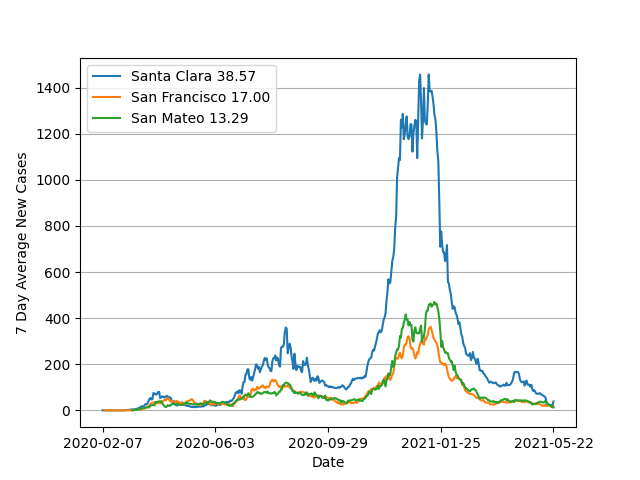 Santa Clara 38.57
San Francisco 17.00
San Mateo 13.29
1400
1200
1000
800
600
400
200
0
7 Day Average New Cases
2020-02-07 2020-06-03 2020-09-29 2021-01-25 2021-05-22
Date